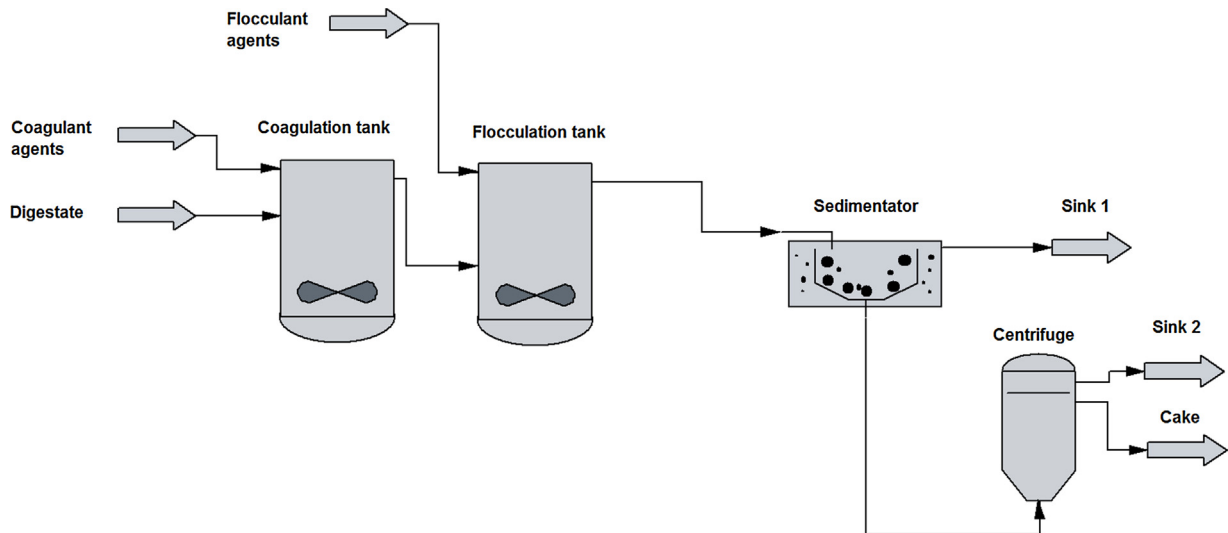 Flocculant
agents
Coagulant
agents
Coagulation tank
Flocculation tank
Digestate
Sedimentator
Sink 1
Centrifuge
Sink 2
Cake